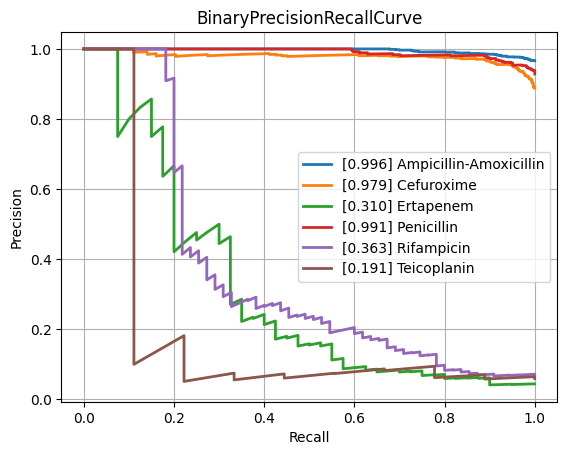 BinaryPrecisionRecallCurve
1.0
0.8
0.6
0.4
0.2
0.0
Precision
[0.996] Ampicillin-Amoxicillin
[0.979] Cefuroxime
[0.310] Ertapenem
[0.991] Penicillin
[0.363] Rifampicin
[0.191] Teicoplanin
0.0 0.2 0.4 0.6 0.8 1.0
Recall